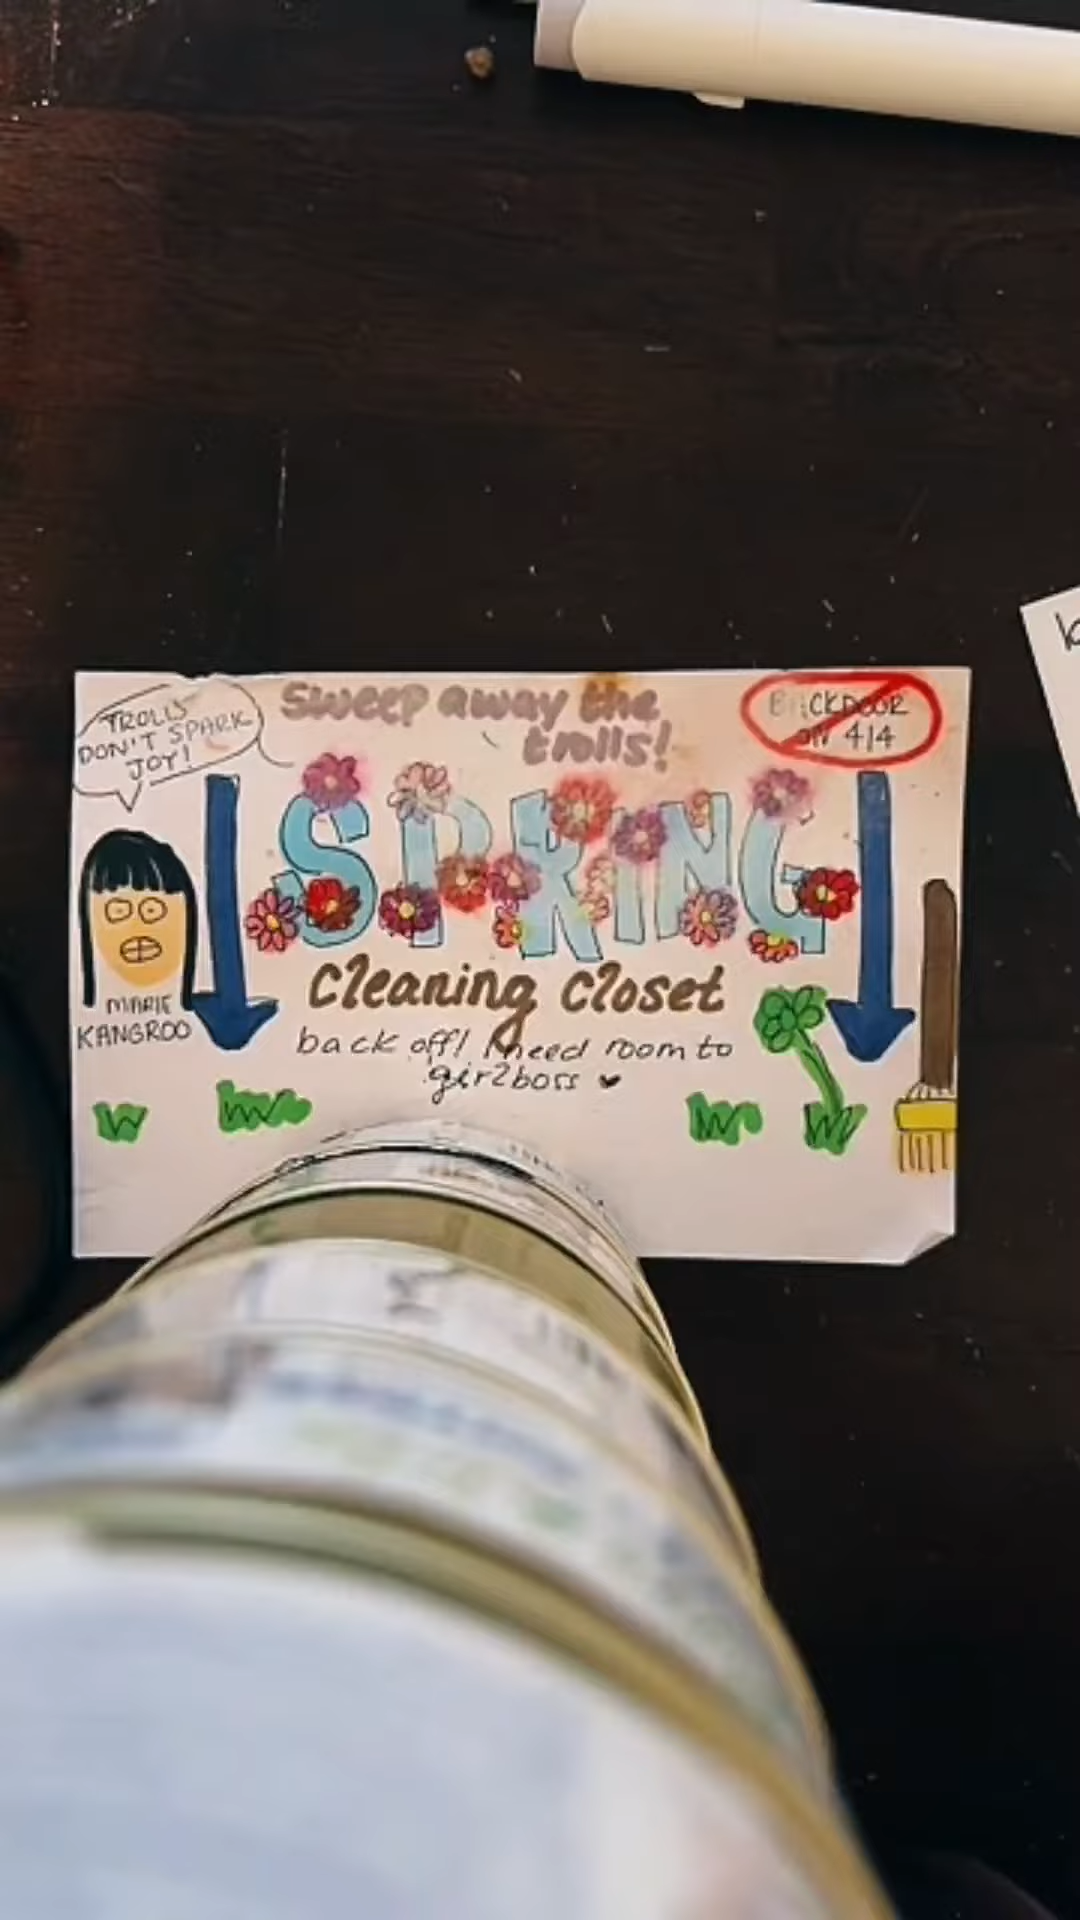 TROLLS
DON'T SPARK
JOY!
Sweep away the
trolls!
BACKDOOR
414
SPRING
cleaning closet
back off! I need room to
girlboss
MARIE
KANGROO